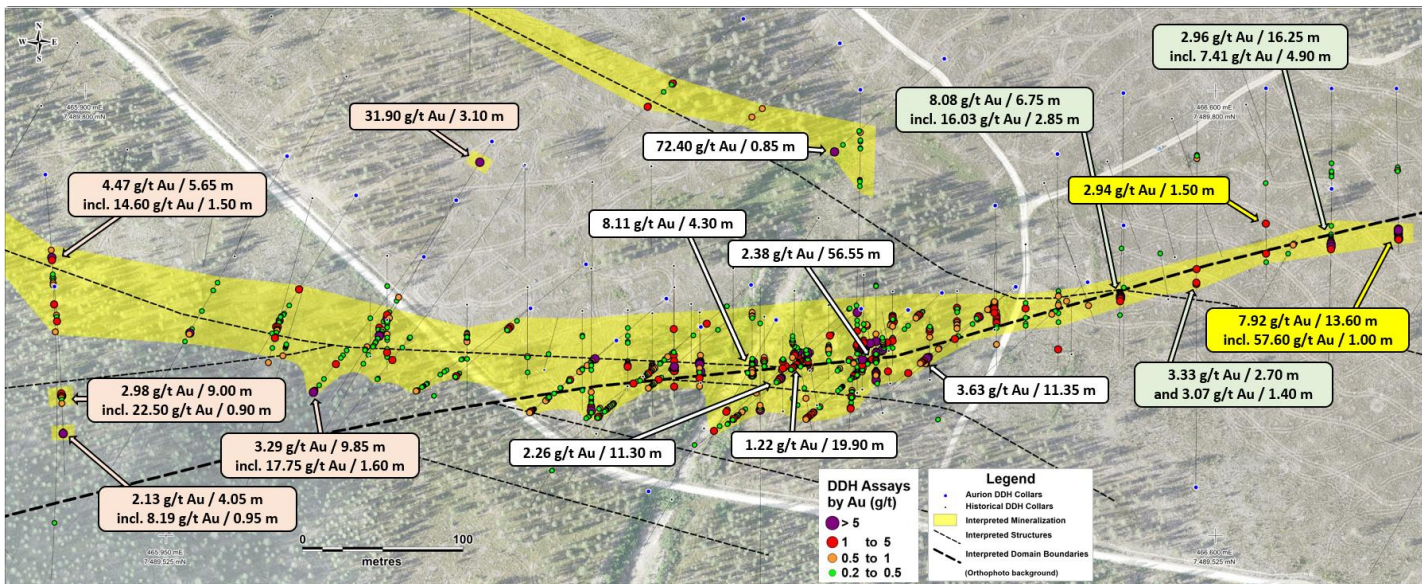 N
W E
S
465,900 mE
7,489,800 mN
31.90 g/t Au / 3.10 m
72.40 g/t Au / 0.85 m
8.08 g/t Au / 6.75 m
incl. 16.03 g/t Au / 2.85 m
2.96 g/t Au / 16.25 m
incl. 7.41 g/t Au / 4.90 m
466,600 mE
7,489,800 mN
4.47 g/t Au / 5.65 m
incl. 14.60 g/t Au / 1.50 m
8.11 g/t Au / 4.30 m
2.38 g/t Au / 56.55 m
2.94 g/t Au / 1.50 m
7.92 g/t Au / 13.60 m
incl. 57.60 g/t Au / 1.00 m
2.98 g/t Au / 9.00 m
incl. 22.50 g/t Au / 0.90 m
3.29 g/t Au / 9.85 m
incl. 17.75 g/t Au / 1.60 m
2.26 g/t Au / 11.30 m
1.22 g/t Au / 19.90 m
3.63 g/t Au / 11.35 m
3.33 g/t Au / 2.70 m
and 3.07 g/t Au / 1.40 m
2.13 g/t Au / 4.05 m
incl. 8.19 g/t Au / 0.95 m
465,950 mE
7,489,525 mN
0 100
metres
DDH Assays
by Au (g/t)
> 5
1 to 5
0.5 to 1
0.2 to 0.5
Legend
Aurion DDH Collars
Historical DDH Collars
Interpreted Mineralization
Interpreted Structures
Interpreted Domain Boundaries
(Orthophoto background)
466,600 mE
7,489,525 mN